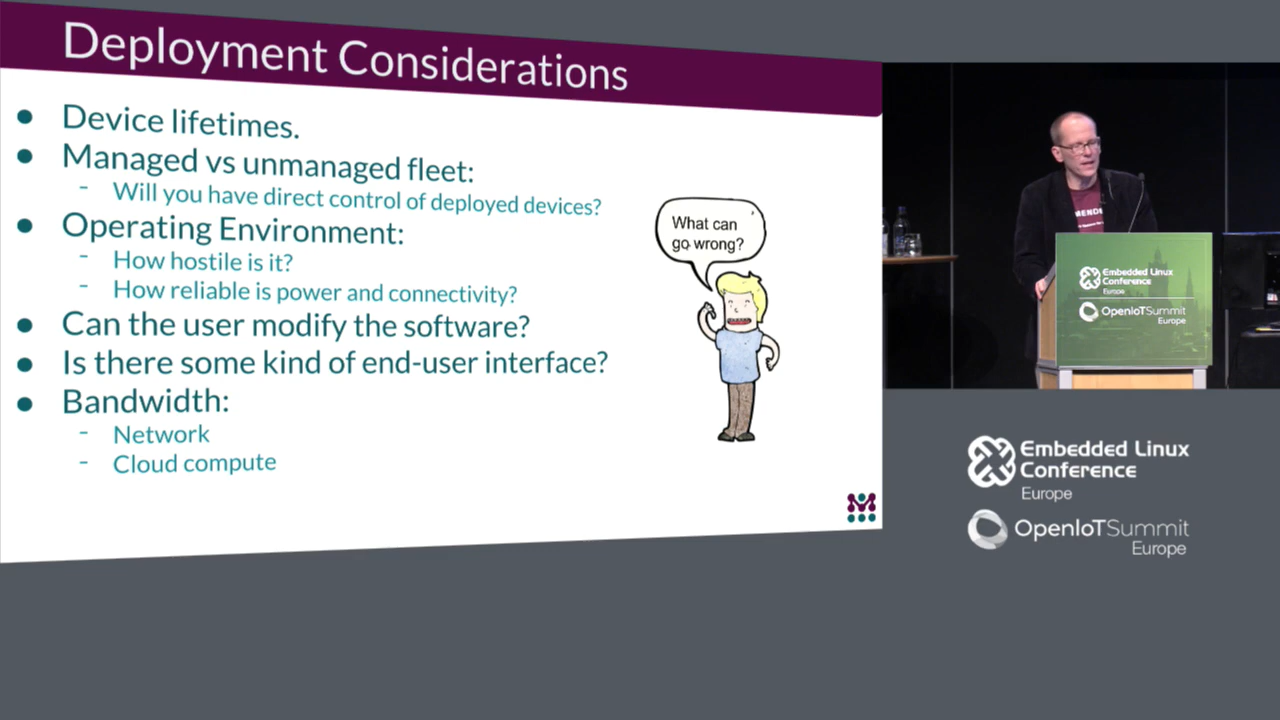 Deployment Considerations
● Device lifetimes.
● Managed vs unmanaged fleet:
- Will you have direct control of deployed devices?
● Operating Environment:
- How hostile is it?
- How reliable is power and connectivity?
● Can the user modify the software?
● Is there some kind of end-user interface?
● Bandwidth:
- Network
- Cloud compute
What can
go wrong?
MENDE
Embedded Linux
Conference
Europe
OpenIoTSummit
Europe
Embedded Linux
Conference
Europe
OpenIoTSummit
Europe